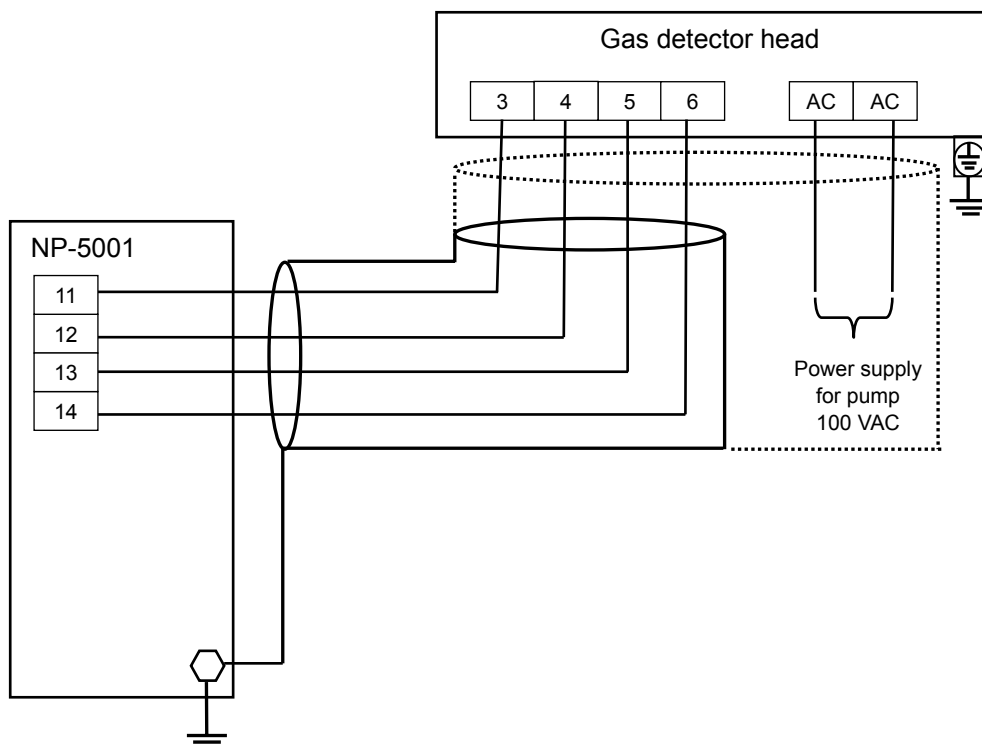 Gas detector head
3 4 5 6 AC AC
NP-5001
11
12
13
14
Power supply
for pump
100 VAC